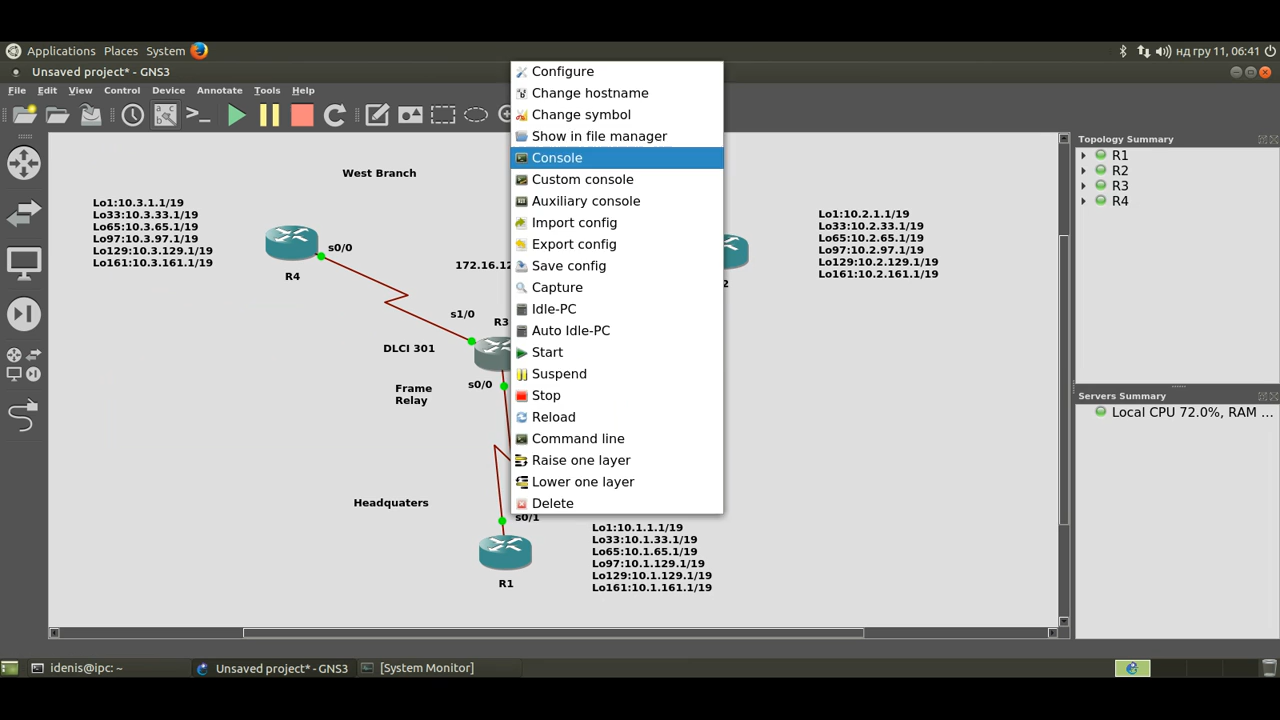 Applications Places System
нд гру 11, 06:41
Unsaved project* - GNS3
File Edit View Control Device Annotate Tools Help
Configure
Change hostname
Change symbol
Show in file manager
Console
Custom console
Auxiliary console
Import config
Export config
Save config
Capture
Idle-PC
Auto Idle-PC
Start
Suspend
Stop
Reload
Command line
Raise one layer
Lower one layer
Delete
West Branch
Lo1:10.3.1.1/19
Lo33:10.3.33.1/19
Lo65:10.3.65.1/19
Lo97:10.3.97.1/19
Lo129:10.3.129.1/19
Lo161:10.3.161.1/19
s0/0
R4
172.16.12
s1/0
R3
DLCI 301
s0/0
Frame
Relay
Headquaters
s0/1
R1
Lo1:10.1.1.1/19
Lo33:10.1.33.1/19
Lo65:10.1.65.1/19
Lo97:10.1.129.1/19
Lo129:10.1.129.1/19
Lo161:10.1.161.1/19
2
Lo1:10.2.1.1/19
Lo33:10.2.33.1/19
Lo65:10.2.65.1/19
Lo97:10.2.97.1/19
Lo129:10.2.129.1/19
Lo161:10.2.161.1/19
Topology Summary
R1
R2
R3
R4
Servers Summary
Local CPU 72.0%, RAM ...
idenis@ipc: ~
Unsaved project* - GNS3
[System Monitor]